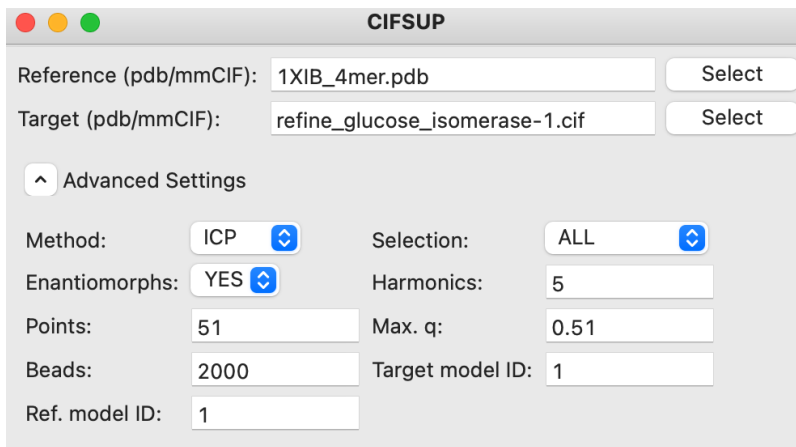 CIFSUP
Reference (pdb/mmCIF): 1XIB_4mer.pdb Select
Target (pdb/mmCIF): refine_glucose_isomerase-1.cif Select
Advanced Settings
Method: ICP Selection: ALL
Enantiomorphs: YES Harmonics: 5
Points: 51 Max. q: 0.51
Beads: 2000 Target model ID: 1
Ref. model ID: 1